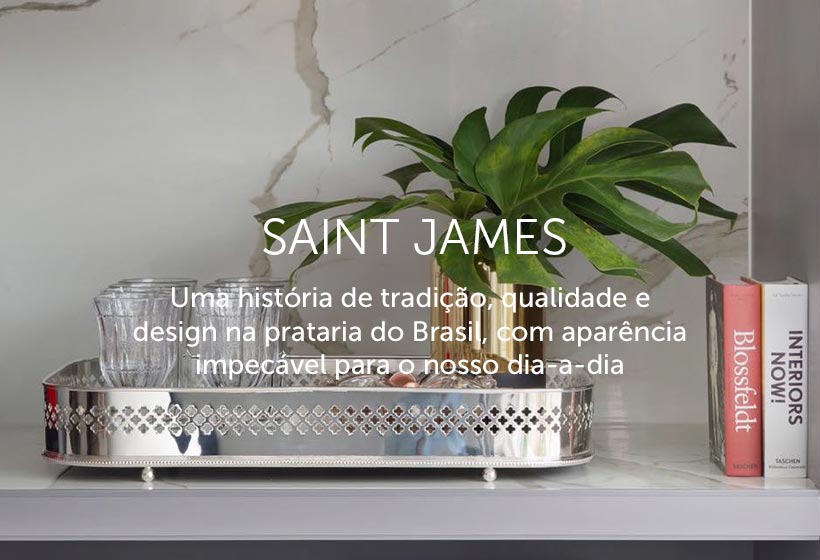 SAINT JAMES
Uma história de tradição, qualidade e
design na prataria do Brasil, com aparência
impecável para o nosso dia-a-dia
Blossfeldt
TASCHEN
INTERIORS
NOW!
TASCHEN